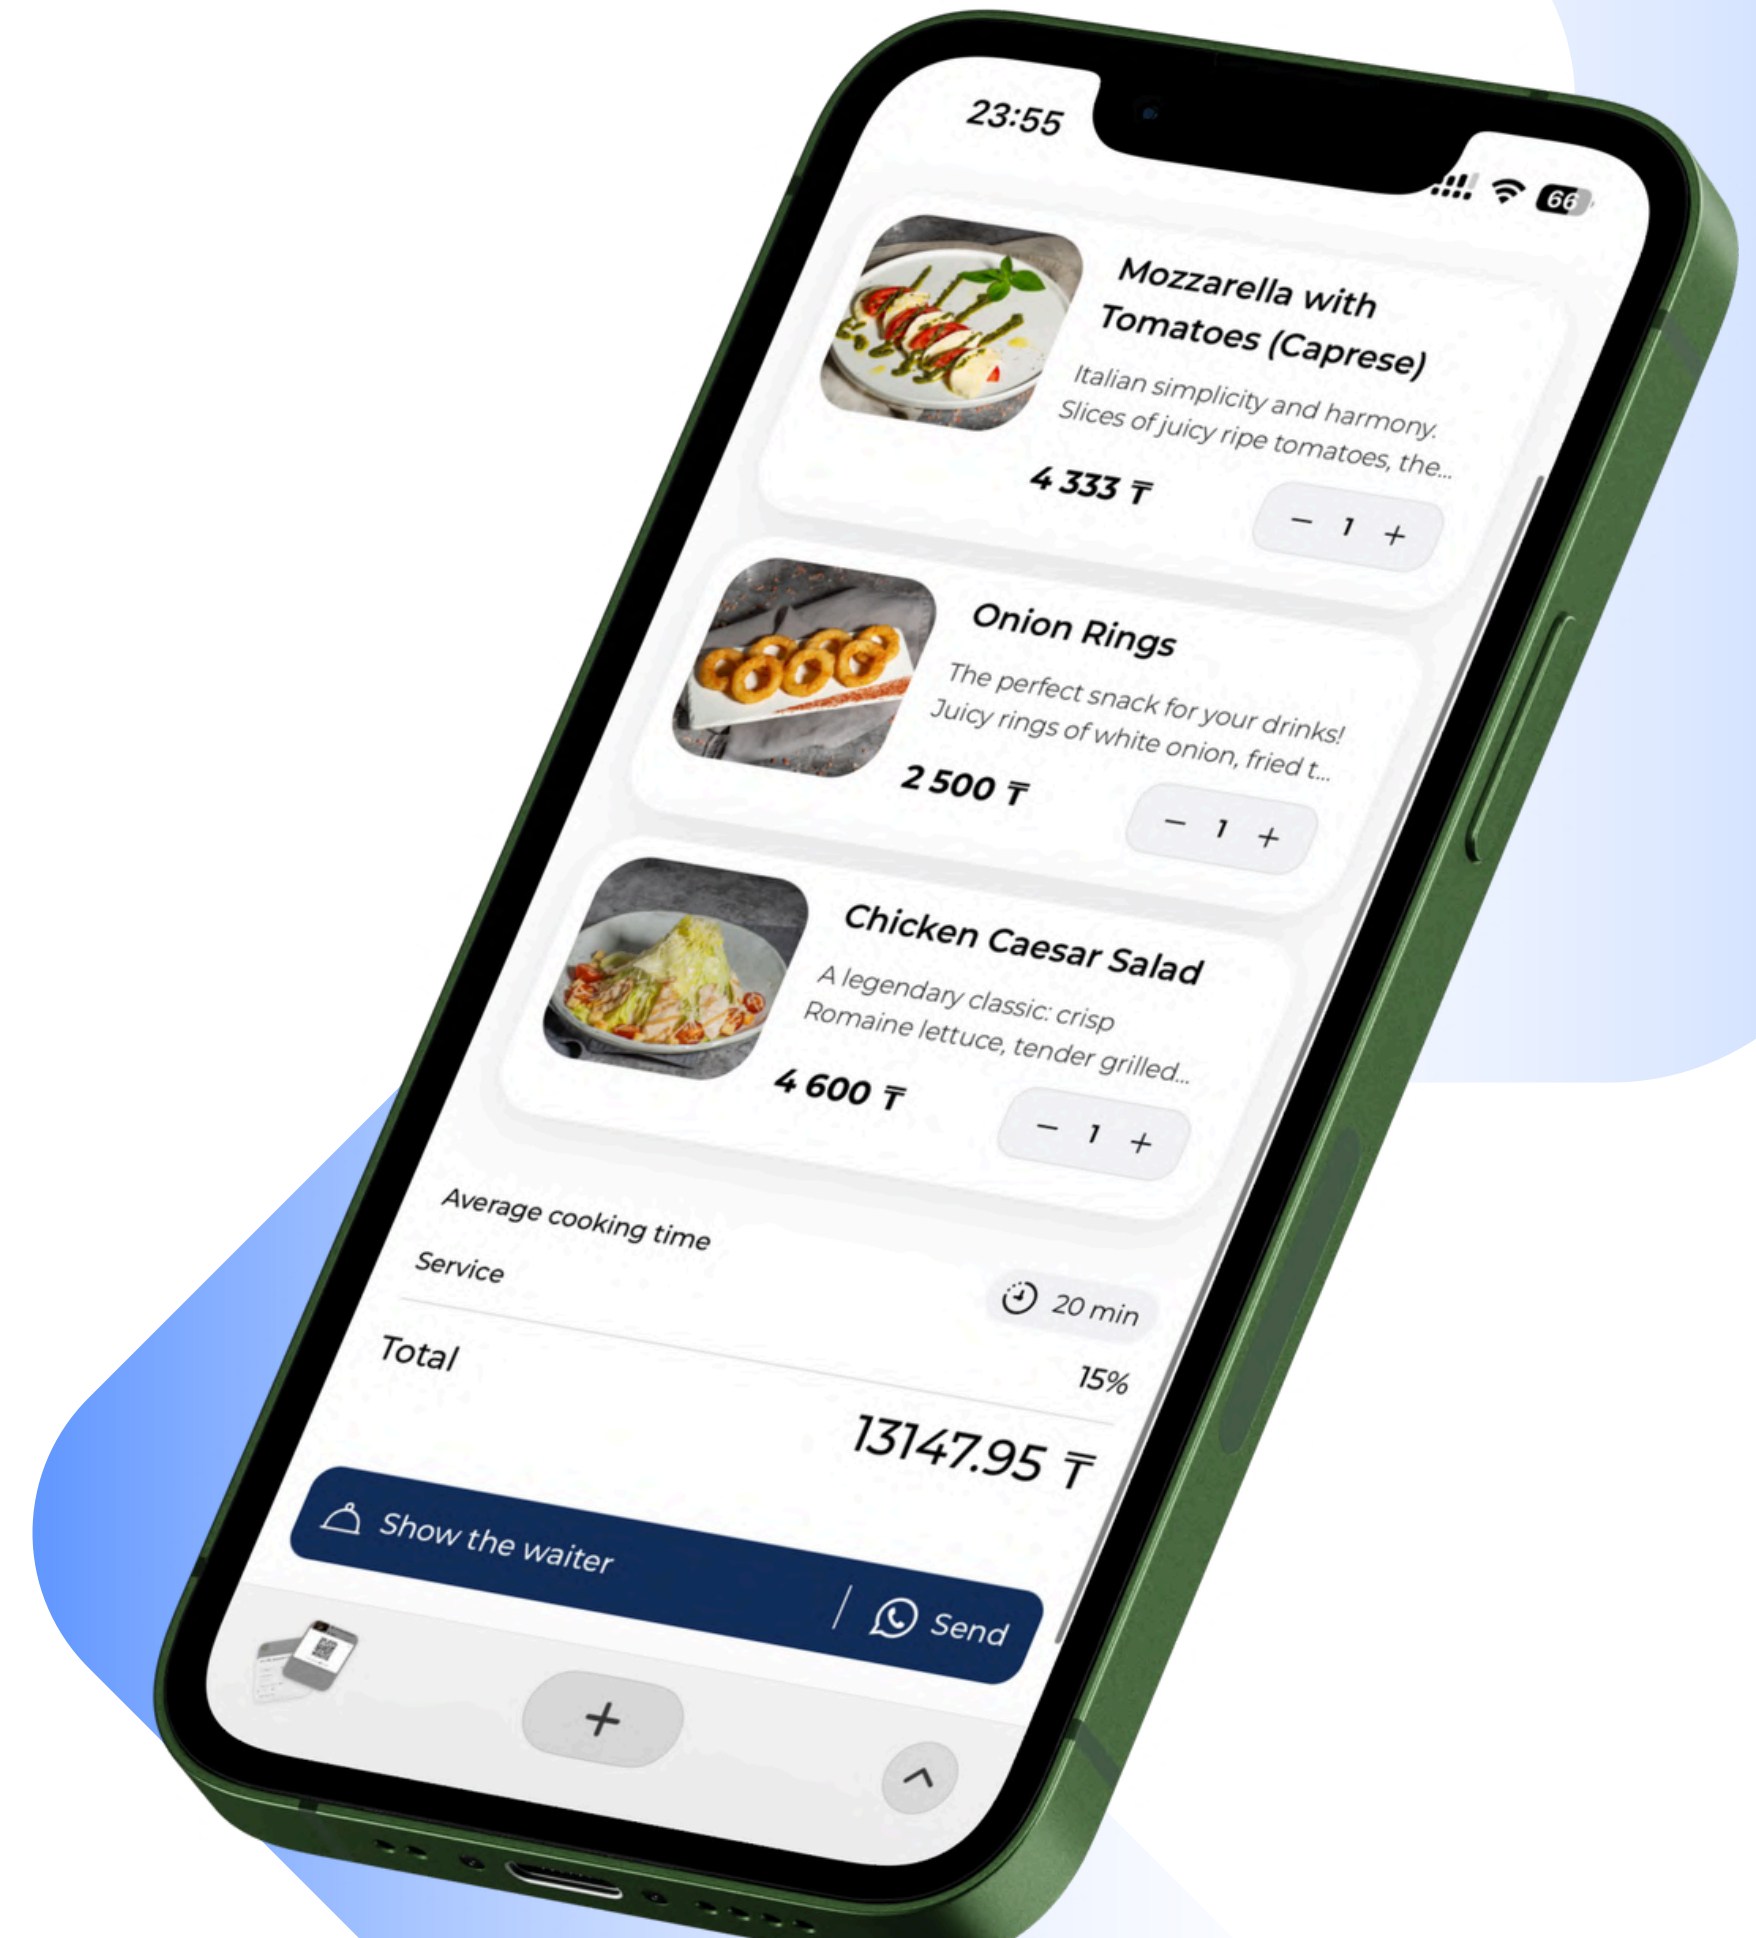 23:55
66
Mozzarella with
Tomatoes (Caprese)
Italian simplicity and harmony.
Slices of juicy ripe tomatoes, the...
4 333 ₸
− 1 +
Onion Rings
The perfect snack for your drinks!
Juicy rings of white onion, fried t...
2 500 ₸
− 1 +
Chicken Caesar Salad
A legendary classic: crisp
Romaine lettuce, tender grilled...
4 600 ₸
− 1 +
Average cooking time
20 min
Service
15%
Total
13147.95 ₸
Show the waiter
Send
+